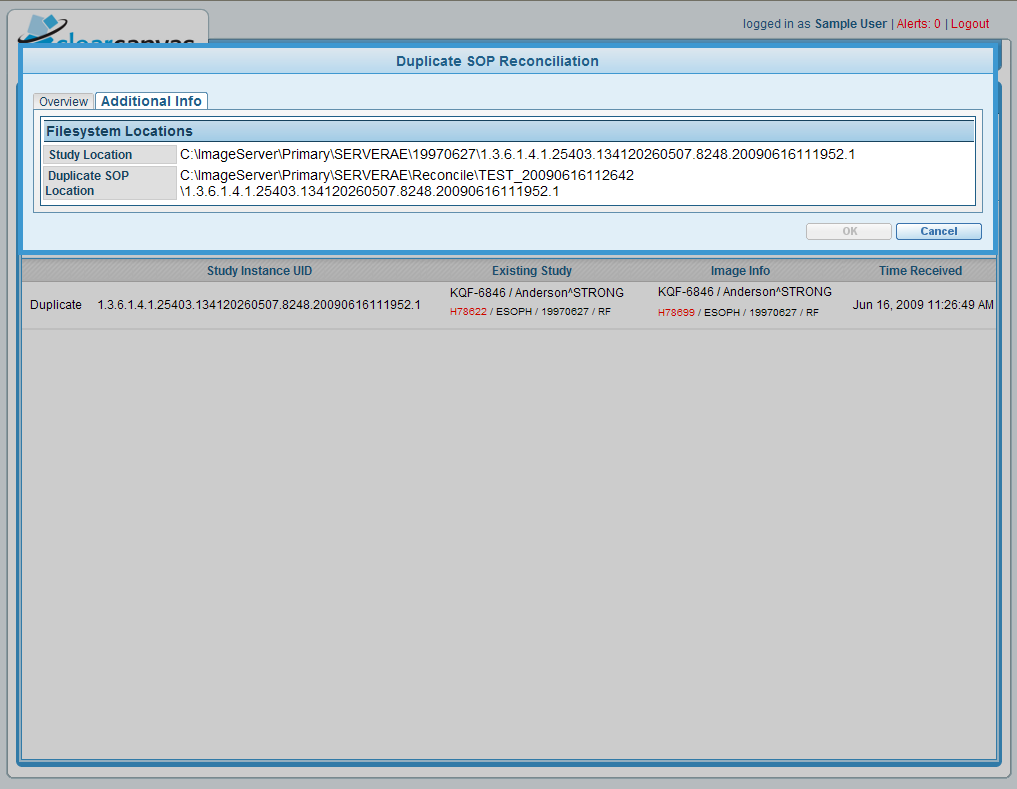 logged in as Sample User | Alerts: 0 | Logout
clearcanvas
Duplicate SOP Reconciliation
Overview
Additional Info
Filesystem Locations
Study Location C:\ImageServer\Primary\SERVERAE\19970627\1.3.6.1.4.1.25403.134120260507.8248.20090616111952.1
Duplicate SOP Location C:\ImageServer\Primary\SERVERAE\Reconcile\TEST_20090616112642
\1.3.6.1.4.1.25403.134120260507.8248.20090616111952.1
OK Cancel
Study Instance UID Existing Study Image Info Time Received
Duplicate 1.3.6.1.4.1.25403.134120260507.8248.20090616111952.1 KQF-6846 / Anderson^STRONG KQF-6846 / Anderson^STRONG Jun 16, 2009 11:26:49 AM
H78622 / ESOPH / 19970627 / RF H78699 / ESOPH / 19970627 / RF